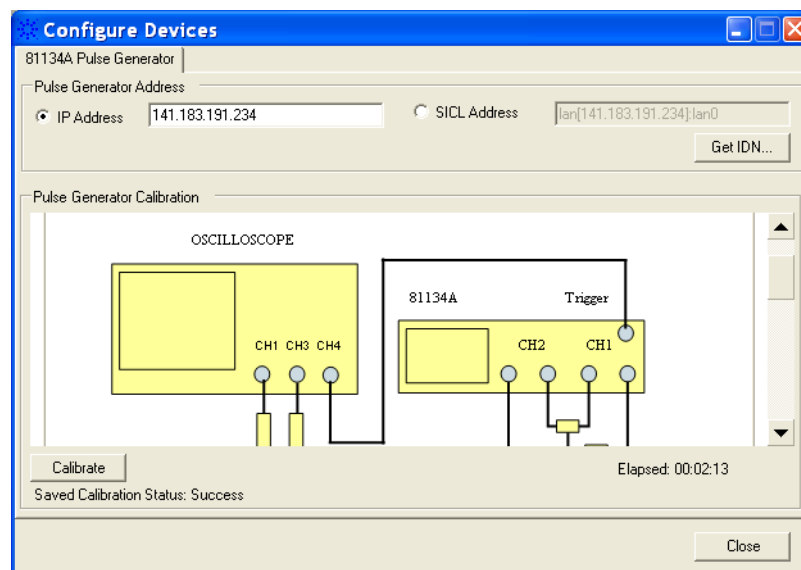 Configure Devices
81134A Pulse Generator
Pulse Generator Address
IP Address 141.183.191.234 SICL Address lan[141.183.191.234]:lan0
Get IDN...
Pulse Generator Calibration
OSCILLOSCOPE
81134A Trigger
CH1 CH3 CH4 CH2 CH1
Calibrate Elapsed: 00:02:13
Saved Calibration Status: Success
Close